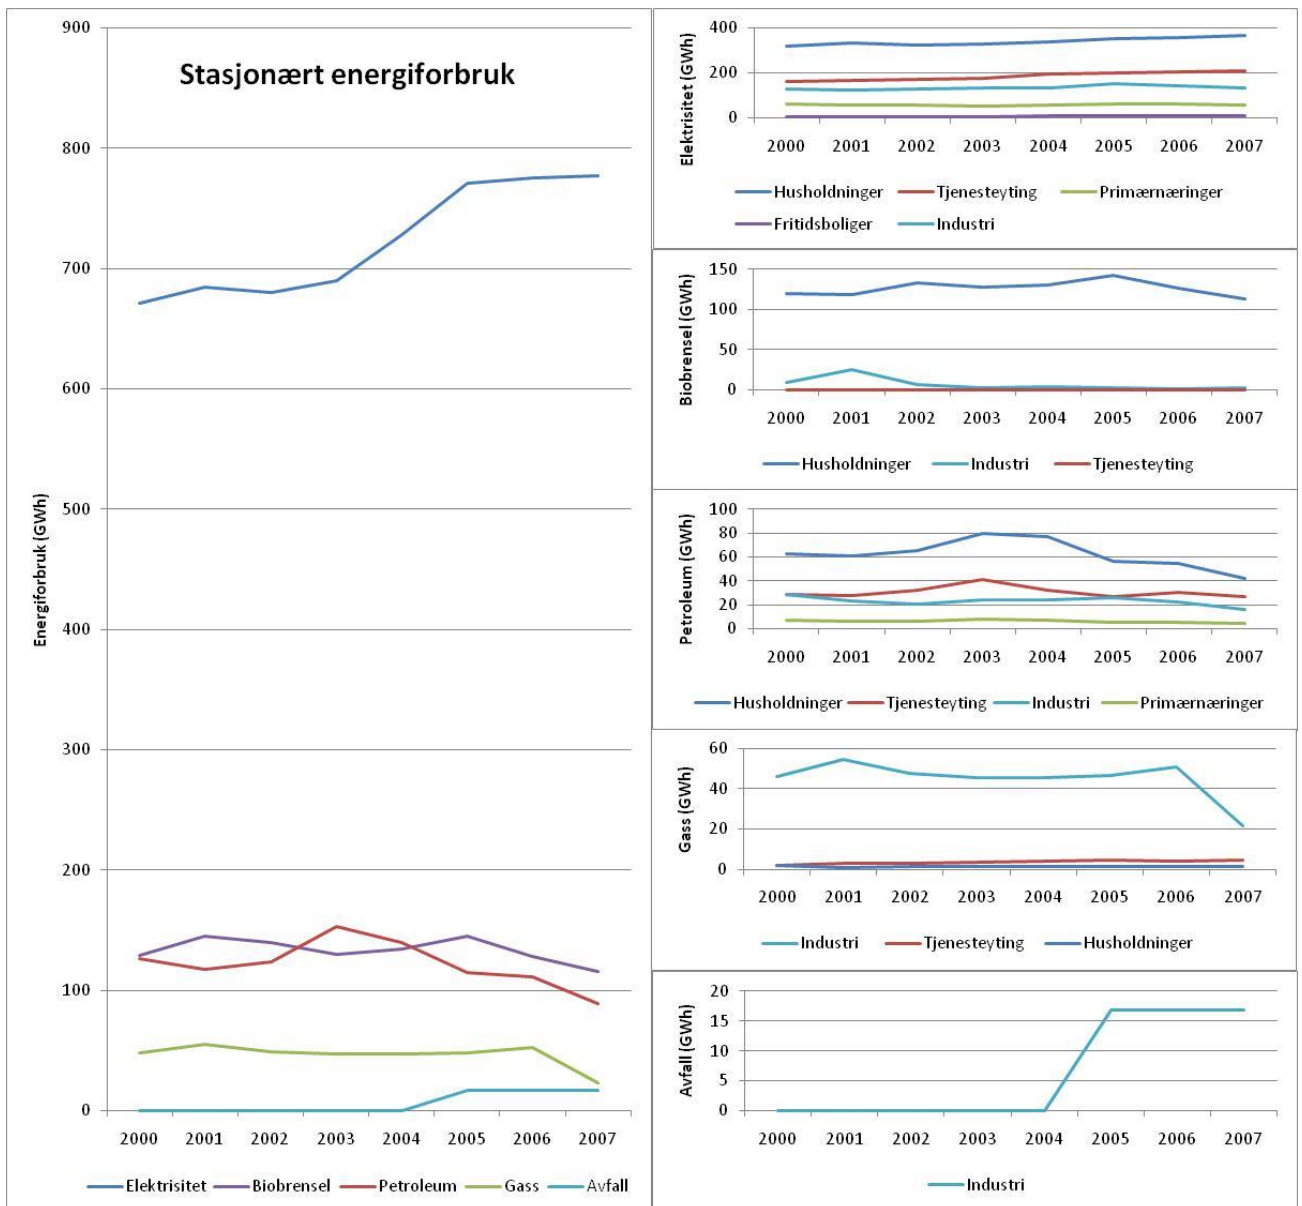 Stasjonært energiforbruk
Energiforbruk (GWh)
900
800
700
600
500
400
300
200
100
0
2000 2001 2002 2003 2004 2005 2006 2007
Elektrisitet Biobrensel Petroleum Gass Avfall
Elektrisitet (GWh)
400
200
0
2000 2001 2002 2003 2004 2005 2006 2007
Husholdninger Tjenesteyting Primærnæringer
Fritidsboliger Industri
Biobrensel (GWh)
150
100
50
0
2000 2001 2002 2003 2004 2005 2006 2007
Husholdninger Industri Tjenesteyting
Petroleum (GWh)
100
80
60
40
20
0
2000 2001 2002 2003 2004 2005 2006 2007
Husholdninger Tjenesteyting Industri Primærnæringer
Gass (GWh)
60
40
20
0
2000 2001 2002 2003 2004 2005 2006 2007
Industri Tjenesteyting Husholdninger
Avfall (GWh)
20
15
10
5
0
2000 2001 2002 2003 2004 2005 2006 2007
Industri